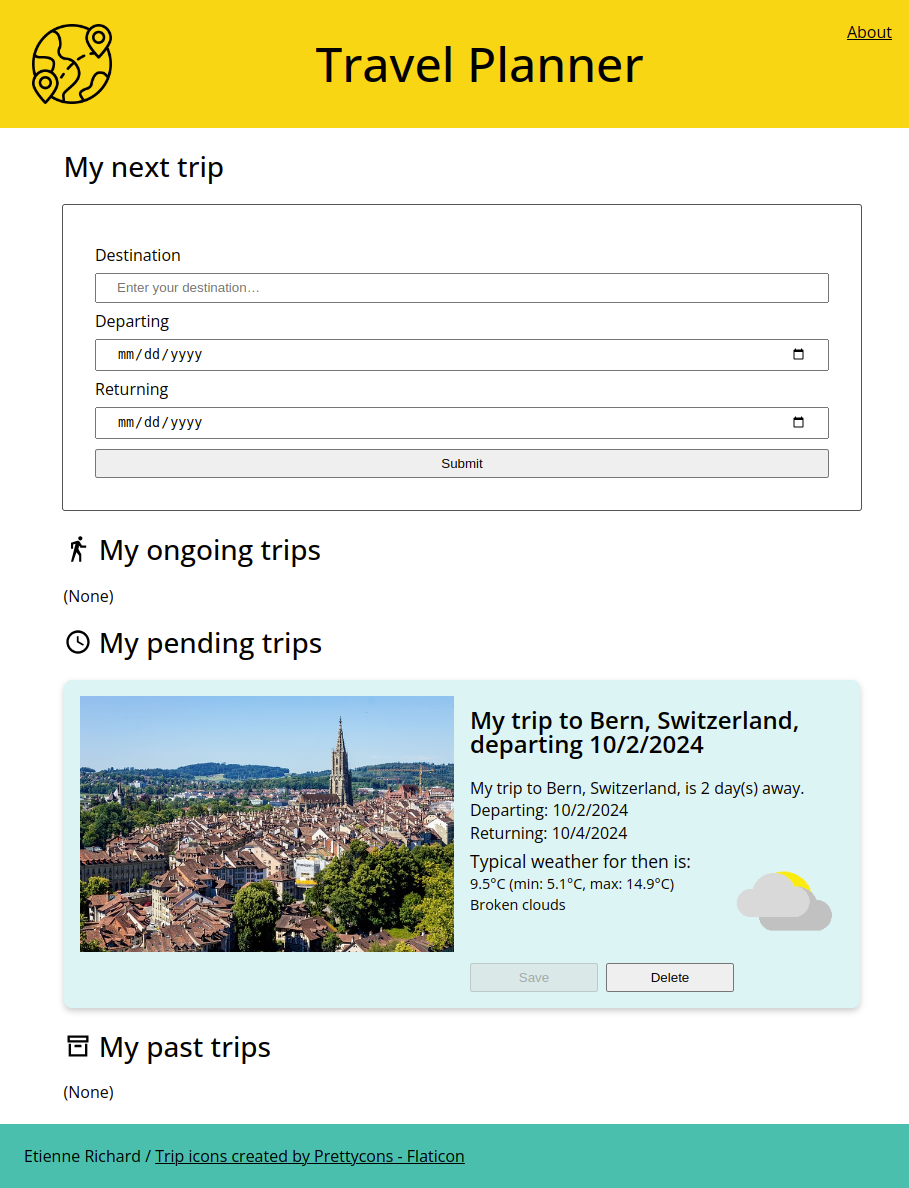 About
Travel Planner
My next trip
Destination
Enter your destination…
Departing
mm/dd/yyyy
Returning
mm/dd/yyyy
Submit
My ongoing trips
(None)
My pending trips
My trip to Bern, Switzerland,
departing 10/2/2024
My trip to Bern, Switzerland, is 2 day(s) away.
Departing: 10/2/2024
Returning: 10/4/2024
Typical weather for then is:
9.5°C (min: 5.1°C, max: 14.9°C)
Broken clouds
Save
Delete
My past trips
(None)
Etienne Richard / Trip icons created by Prettycons - Flaticon